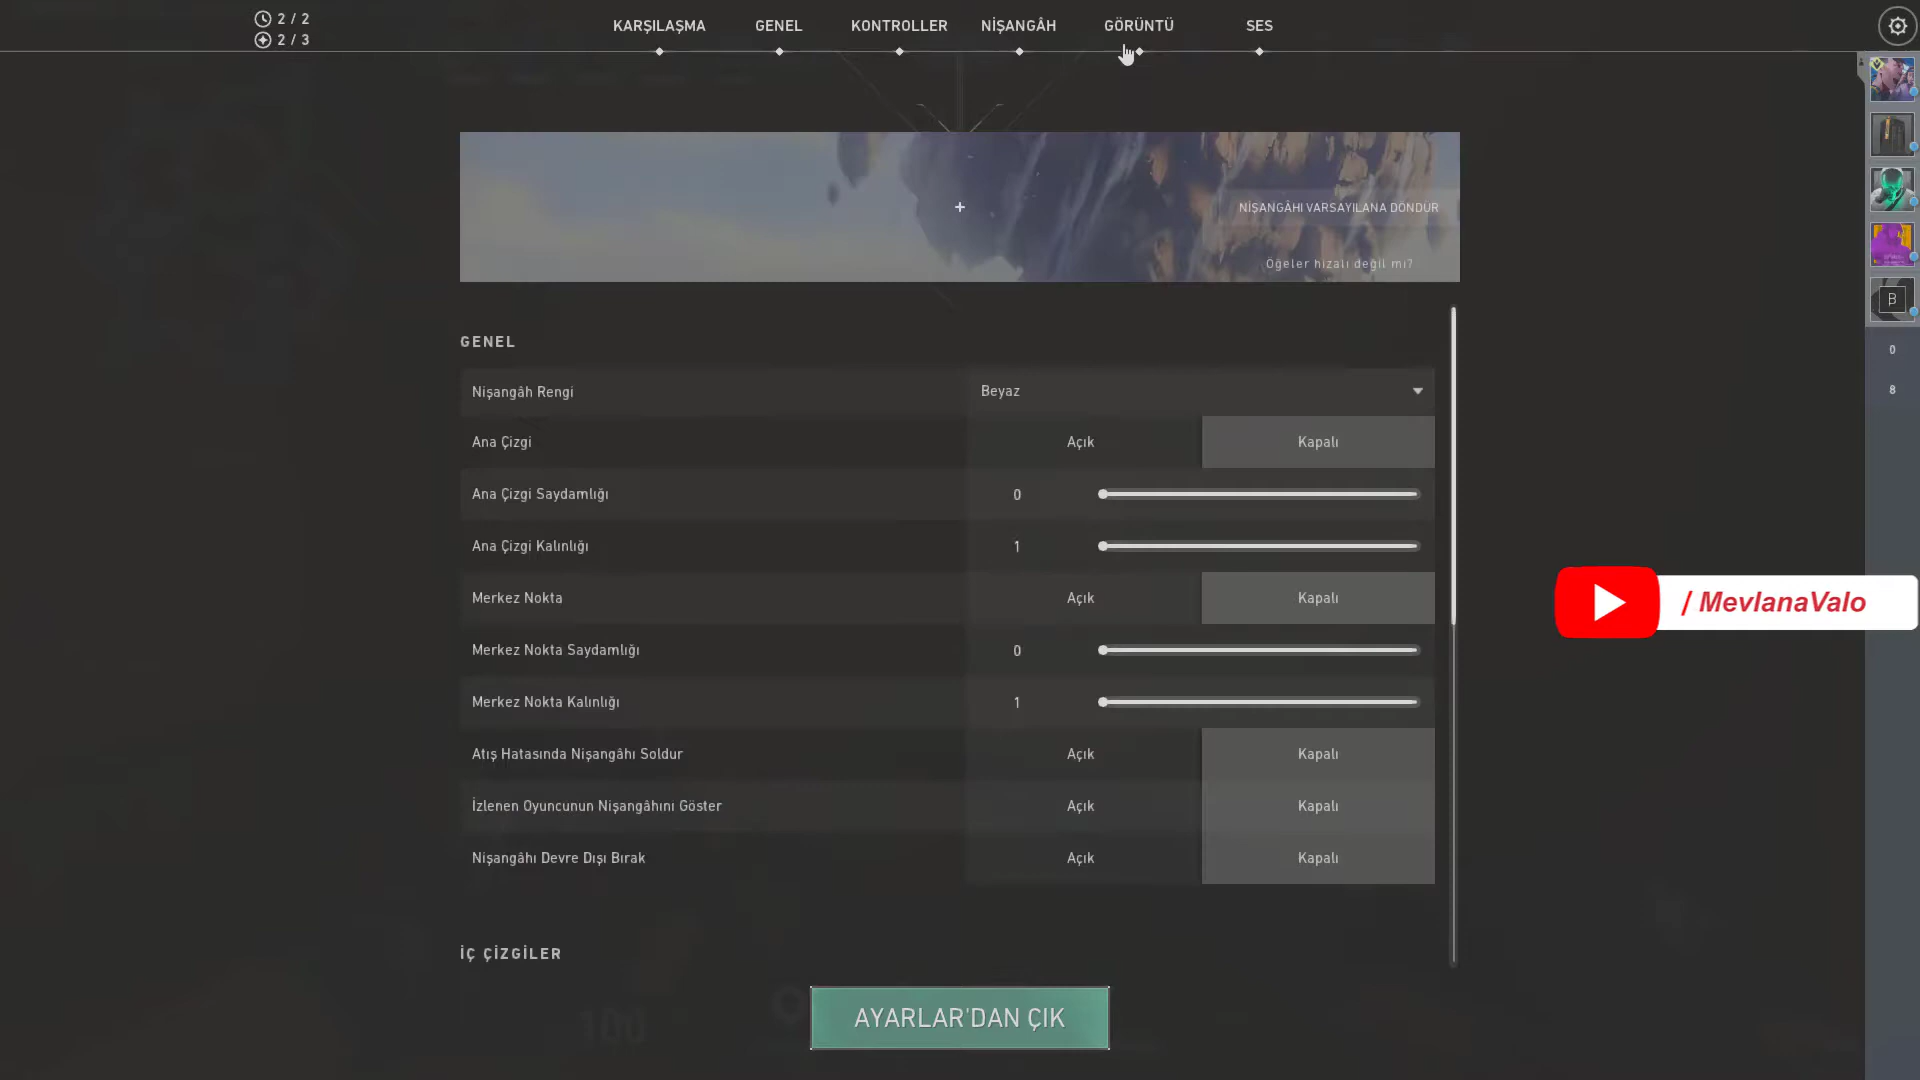 2 / 2
2 / 3
KARŞILAŞMA
GENEL
KONTROLLER
NİŞANGÂH
GÖRÜNTÜ
SES
NİŞANGÂHI VARSAYILANA DÖNDÜR
Öğeler hizalı değil mi?
GENEL
Nişangâh Rengi
Beyaz
Ana Çizgi
Açık
Kapalı
Ana Çizgi Saydamlığı
0
Ana Çizgi Kalınlığı
1
Merkez Nokta
Açık
Kapalı
Merkez Nokta Saydamlığı
0
Merkez Nokta Kalınlığı
1
Atış Hatasında Nişangâhı Soldur
Açık
Kapalı
İzlenen Oyuncunun Nişangâhını Göster
Açık
Kapalı
Nişangâhı Devre Dışı Bırak
Açık
Kapalı
İÇ ÇİZGİLER
100
AYARLAR'DAN ÇIK
B
0
8
/ MevlanaValo